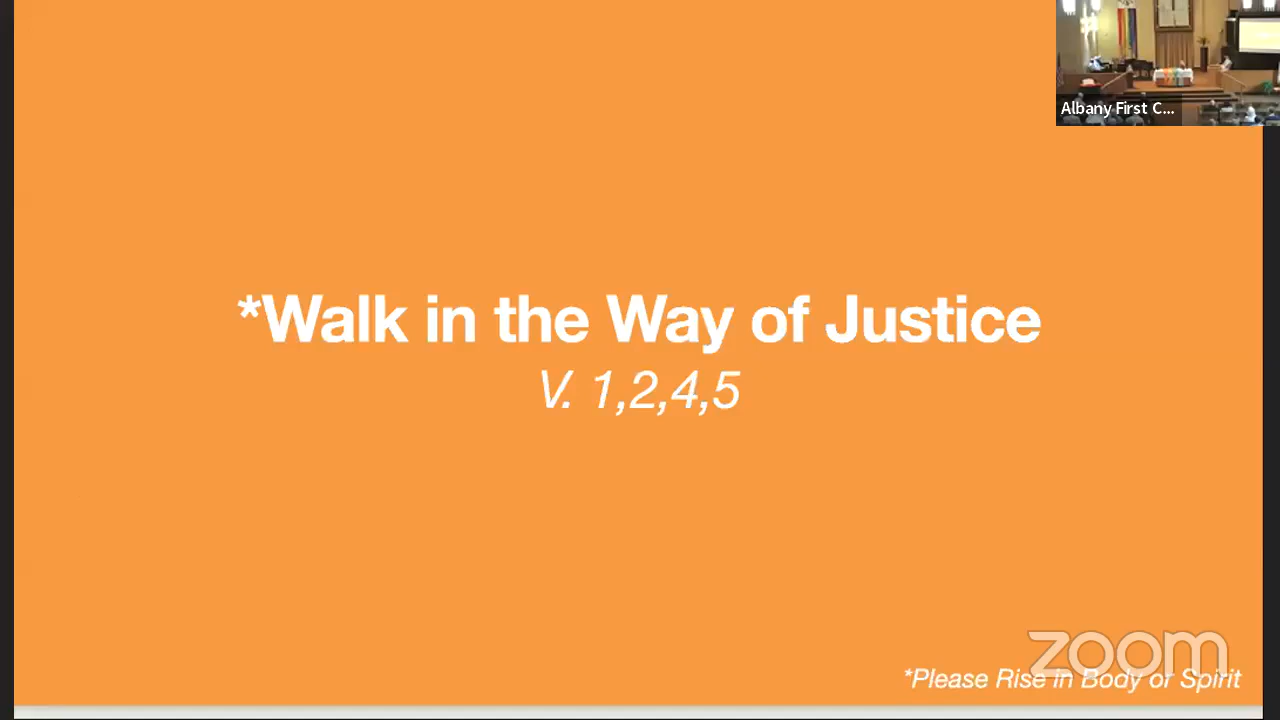 Albany First C...
*Walk in the Way of Justice
V. 1,2,4,5
zoom
*Please Rise in Body or Spirit